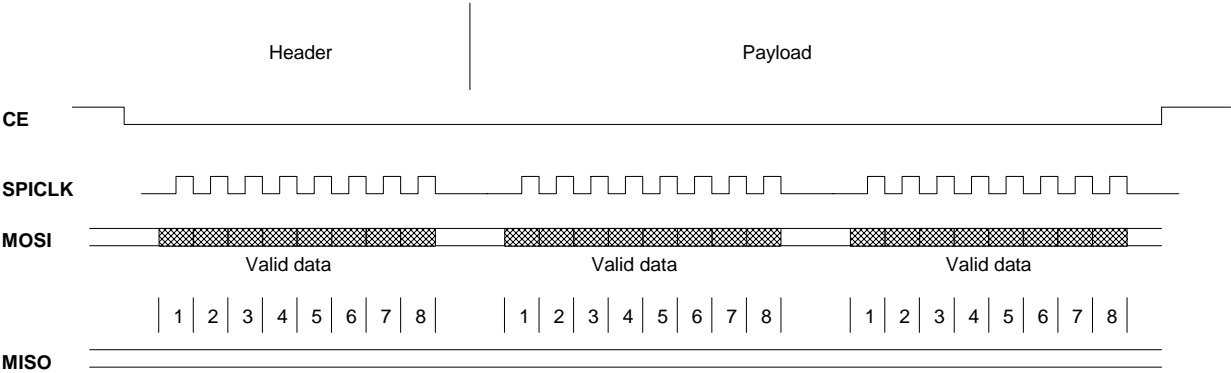 Header Payload
CE
SPICLK
MOSI
Valid data Valid data Valid data
1 2 3 4 5 6 7 8 1 2 3 4 5 6 7 8 1 2 3 4 5 6 7 8
MISO